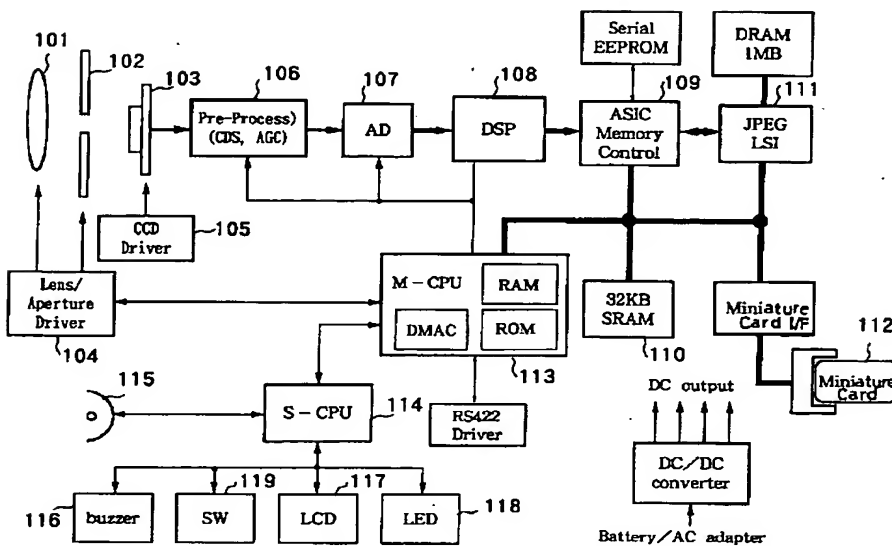 101
102
103
106
Pre-Process)
(CDS, AGC)
107
AD
108
DSP
Serial
EEPROM
109
ASIC
Memory
Control
DRAM
1MB
111
JPEG
LSI
CCD
Driver
105
Lens/
Aperture
Driver
104
M-CPU
RAM
DMAC
ROM
113
32KB
SRAM
110
Miniature
Card I/F
112
Miniature
Card
115
S-CPU
114
RS422
Driver
DC output
DC/DC
converter
Battery/AC adapter
116
buzzer
119
SW
117
LCD
LED
118